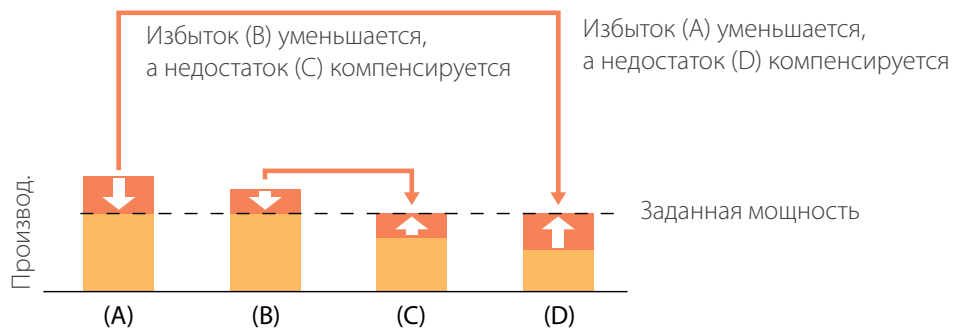 Избыток (B) уменьшается,
а недостаток (C) компенсируется
Избыток (A) уменьшается,
а недостаток (D) компенсируется
Производ.
Заданная мощность
(A)
(B)
(C)
(D)